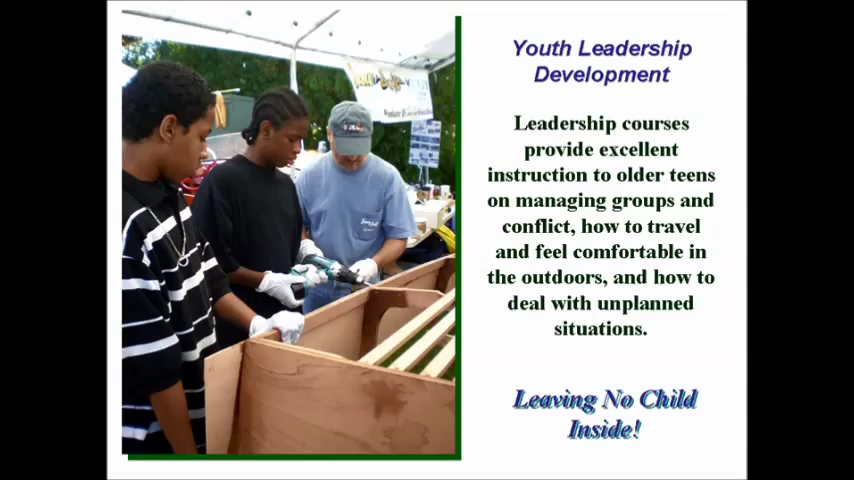 Youth Leadership
Development
Leadership courses
provide excellent
instruction to older teens
on managing groups and
conflict, how to travel
and feel comfortable in
the outdoors, and how to
deal with unplanned
situations.
Leaving No Child
Inside!